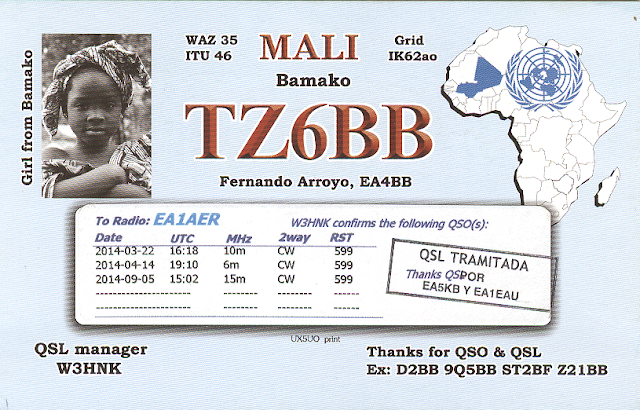 Girl from Bamako
WAZ 35
ITU 46
MALI
Bamako
Grid
IK62ao
TZ6BB
Fernando Arroyo, EA4BB
To Radio: EA1AER
W3HNK confirms the following QSO(s):
Date UTC MHz 2way RST
2014-03-22 16:18 10m CW 599
2014-04-14 19:10 6m CW 599
2014-09-05 15:02 15m CW 599
QSL TRAMITADA
Thanks QSL
POR
EA5KB Y EA1EAU
UX5UO print
QSL manager
W3HNK
Thanks for QSO & QSL
Ex: D2BB 9Q5BB ST2BF Z21BB